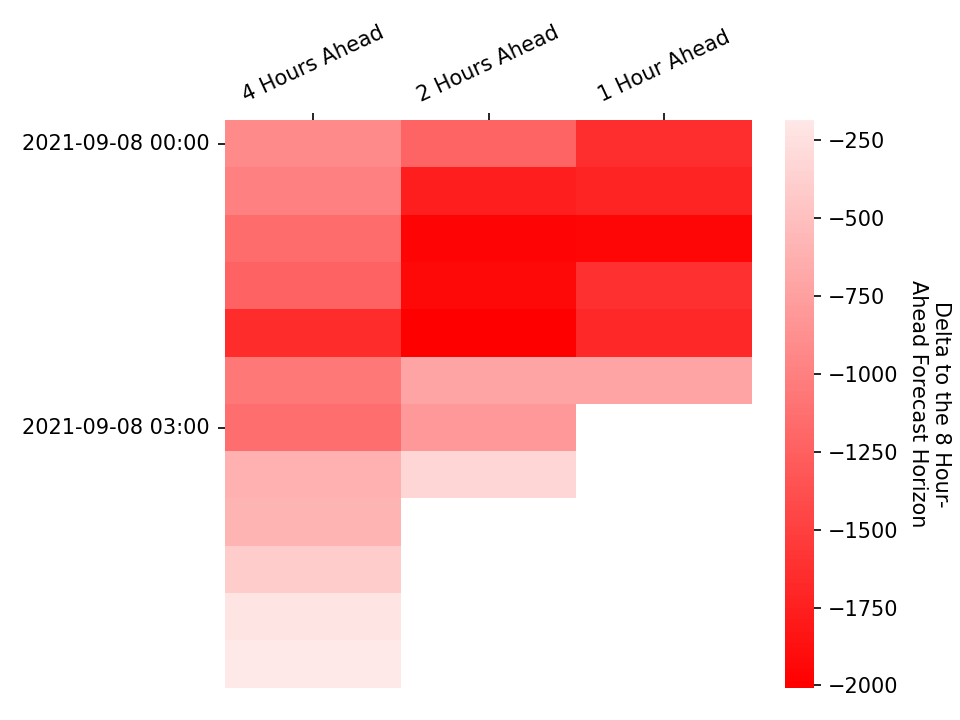 4 Hours Ahead
2 Hours Ahead
1 Hour Ahead
2021-09-08 00:00
2021-09-08 03:00
−250
−500
−750
−1000
−1250
−1500
−1750
−2000
Delta to the 8 Hour-
Ahead Forecast Horizon